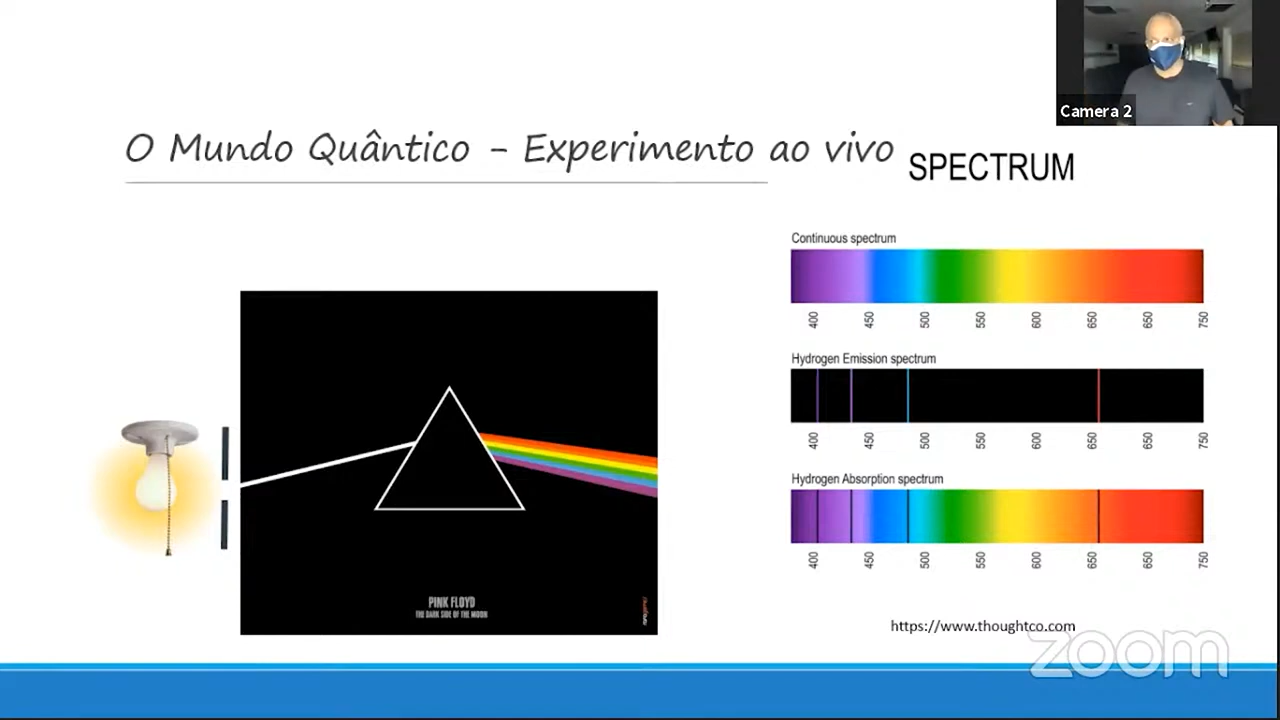 Camera 2
O Mundo Quântico - Experimento ao vivo
SPECTRUM
Continuous spectrum
400 450 500 550 600 650 650 750
Hydrogen Emission spectrum
400 450 500 550 600 650 650 750
Hydrogen Absorption spectrum
400 450 500 550 600 650 650 750
PINK FLOYD
THE DARK SIDE OF THE MOON
https://www.thoughtco.com
zoom